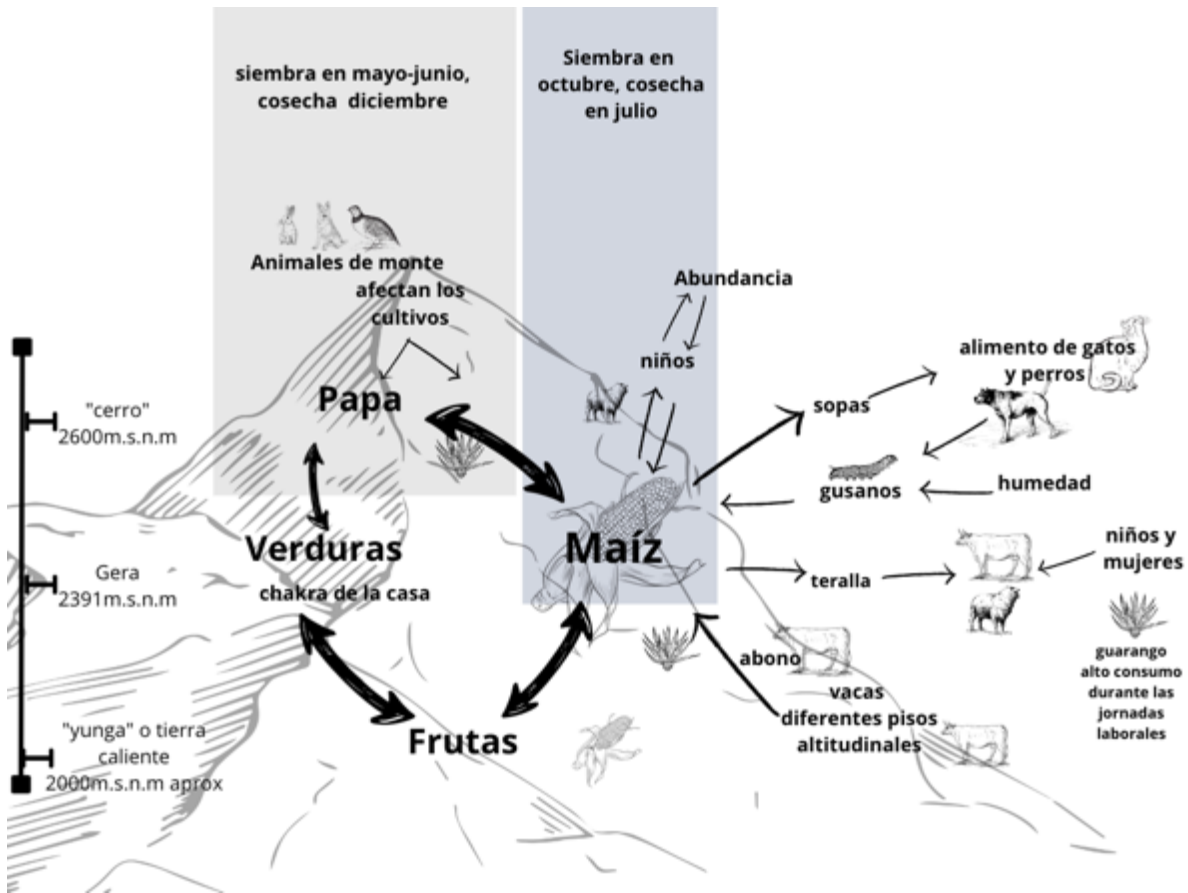 siembra en mayo-junio,
cosecha diciembre
Siembra en
octubre, cosecha
en julio
Animales de monte
afectan los
cultivos
Abundancia
niños
Papa
sopas
alimento de gatos
y perros
gusanos
humedad
"cerro"
2600m.s.n.m
Verduras
chakra de la casa
Maíz
teralla
niños y
mujeres
Gera
2391m.s.n.m
guarango
alto consumo
durante las
jornadas
laborales
abono
vacas
diferentes pisos
altitudinales
Frutas
"yunga" o tierra
caliente
2000m.s.n.m aprox